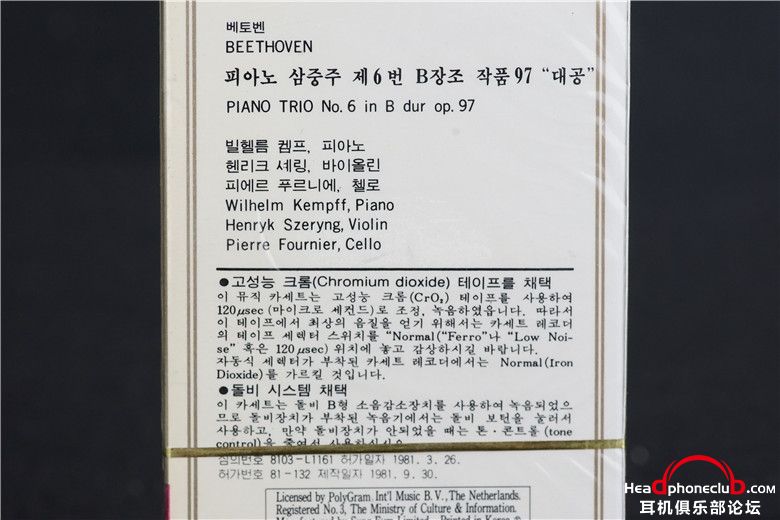 베토벤
BEETHOVEN
피아노 삼중주 제6번 B장조 작품97 “대공”
PIANO TRIO No. 6 in B dur op. 97
빌헬름 켐프, 피아노
헨리크 셰링, 바이올린
피에르 푸르니에, 첼로
Wilhelm Kempff, Piano
Henryk Szeryng, Violin
Pierre Fournier, Cello
●고성능 크롬(Chromium dioxide) 테이프를 채택
이 뮤직 카세트는 고성능 크롬(CrO₂) 테이프를 사용하여
120μsec (마이크로 세컨드)로 조정, 녹음하였읍니다. 따라서
이 테이프에서 최상의 음질을 얻기 위해서는 카세트 레코더
의 테이프 세렉터 스위치를 “Normal(“Ferro”나 “Low Noi-
se” 혹은 120μsec) 위치에 놓고 감상하시길 바랍니다.
자동식 세렉터가 부착된 카세트 레코더에서는 Normal(Iron
Dioxide)를 가르킬 것입니다.
●돌비 시스템 채택
이 카세트는 돌비 B형 소음감소장치를 사용하여 녹음되었으
므로 돌비장치가 부착된 녹음기에서는 돌비 보턴을 눌러서
사용하고, 만약 돌비장치가 안되었을 때는 톤·콘트롤(tone
control)을 줄여서 사용하십시오
심의번호 8103-L1161 허가일자 1981. 3. 26.
허가번호 81-132 제작일자 1981. 9. 30.
Licensed by PolyGram. Int'l Music B. V., The Netherlands.
Registered No. 3, The Ministry of Culture & Information.
Manufactured by Sung Eum Limited. Printed in Korea ℗
Headphoneclub.com
耳机俱乐部论坛